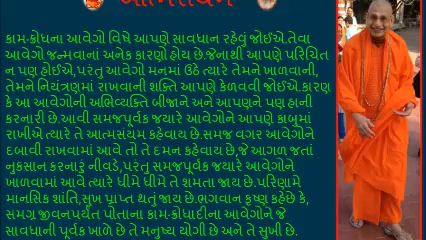 કામ-ક્રોધના આવેગો વિષે આપણે સાવધાન રહેવું જોઈએ.તેવા
આવેગો જન્મવાનાં અનેક કારણો હોય છે.જેનાથી આપણે પરિચિત
ન પણ હોઈએ,પરંતુ આવેગો મનમાં ઉઠે ત્યારે તેમને ખાળવાની,
તેમને નિયંત્રણમાં રાખવાની શક્તિ આપણે કેળવવી જોઈએ.કારણ
કે આ આવેગોની અભિવ્યક્તિ બીજાને અને આપણને પણ હાની
કરનારી છે.આવી સમજપૂર્વક જયારે આવેગોને આપણે કાબુમાં
રાખીએ ત્યારે તે આત્મસંયમ કહેવાય છે.સમજ વગર આવેગોને
દબાવી રાખવામાં આવે તો તે દમન કહેવાય છે,જે આગળ જતાં
નુકસાન કરનારું નીવડે,પરંતુ સમજપૂર્વક જયારે આવેગોને
ખાળવામાં આવે ત્યારે ધીમે ધીમે તે શમતા જાય છે.પરિણામે
માનસિક શાંતિ,સુખ પ્રાપ્ત થતું જાય છે.ભગવાન કૃષ્ણ કહેછે કે,
સમગ્ર જીવનપર્યંત પોતાના કામ-ક્રોધાદીના આવેગોને જે
સાવધાની પૂર્વક ખાળે છે તે મનુષ્ય યોગી છે અને તે સુખી છે.